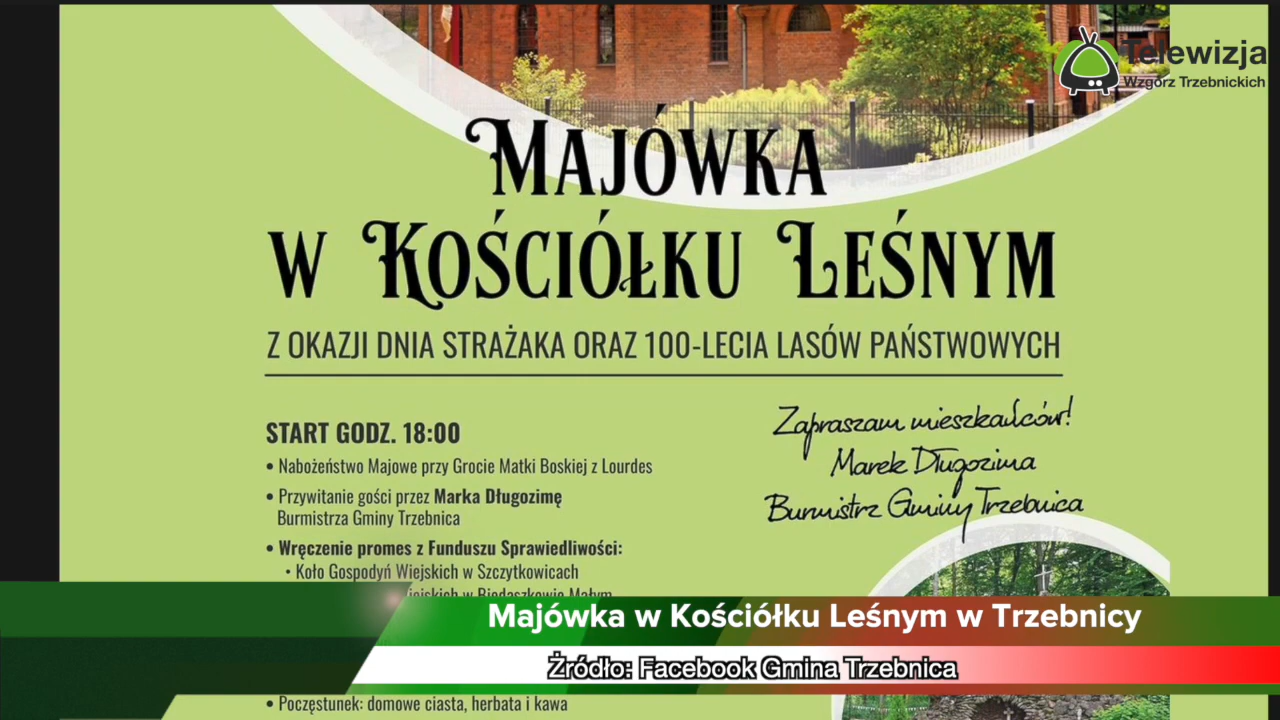 Telewizja
Wzgórz Trzebnickich
MAJÓWKA
W KOŚCIÓŁKU LEŚNYM
Z OKAZJI DNIA STRAŻAKA ORAZ 100-LECIA LASÓW PAŃSTWOWYCH
START GODZ. 18:00
• Nabożeństwo Majowe przy Grocie Matki Boskiej z Lourdes
• Przywitanie gości przez Marka Długozimę
Burmistrza Gminy Trzebnica
• Wręczenie promes z Funduszu Sprawiedliwości:
• Koło Gospodyń Wiejskich w Szczytkowicach
w Biedaszkowie Małym
Zapraszam mieszkańców!
Marek Długozima
Burmistrz Gminy Trzebnica
Majówka w Kościółku Leśnym w Trzebnicy
Źródło: Facebook Gmina Trzebnica
• Poczęstunek: domowe ciasta, herbata i kawa